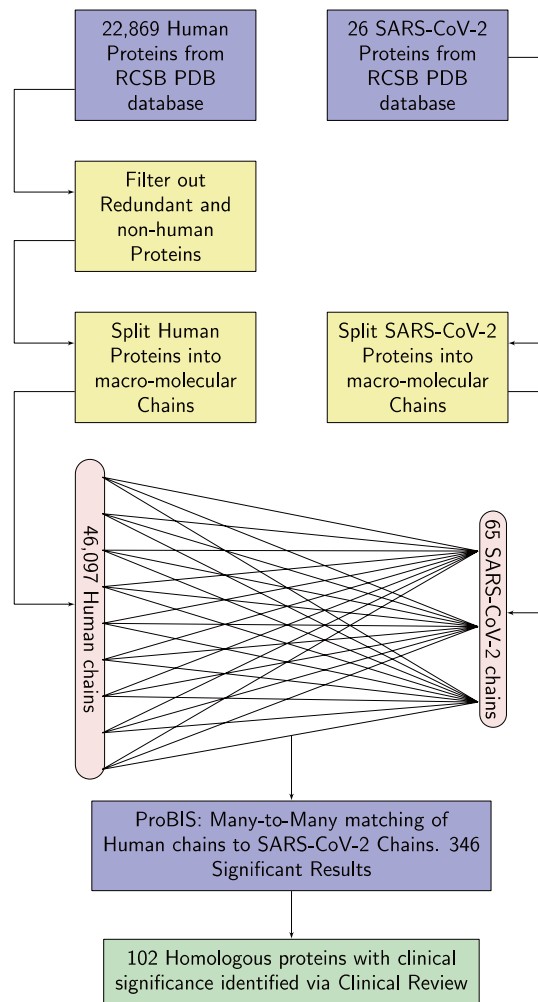 22,869 Human
Proteins from
RCSB PDB
database
26 SARS-CoV-2
Proteins from
RCSB PDB
database
Filter out
Redundant and
non-human
Proteins
Split Human
Proteins into
macro-molecular
Chains
Split SARS-CoV-2
Proteins into
macro-molecular
Chains
46,097 Human chains
65 SARS-CoV-2 chains
ProBIS: Many-to-Many matching of
Human chains to SARS-CoV-2 Chains. 346
Significant Results
102 Homologous proteins with clinical
significance identified via Clinical Review